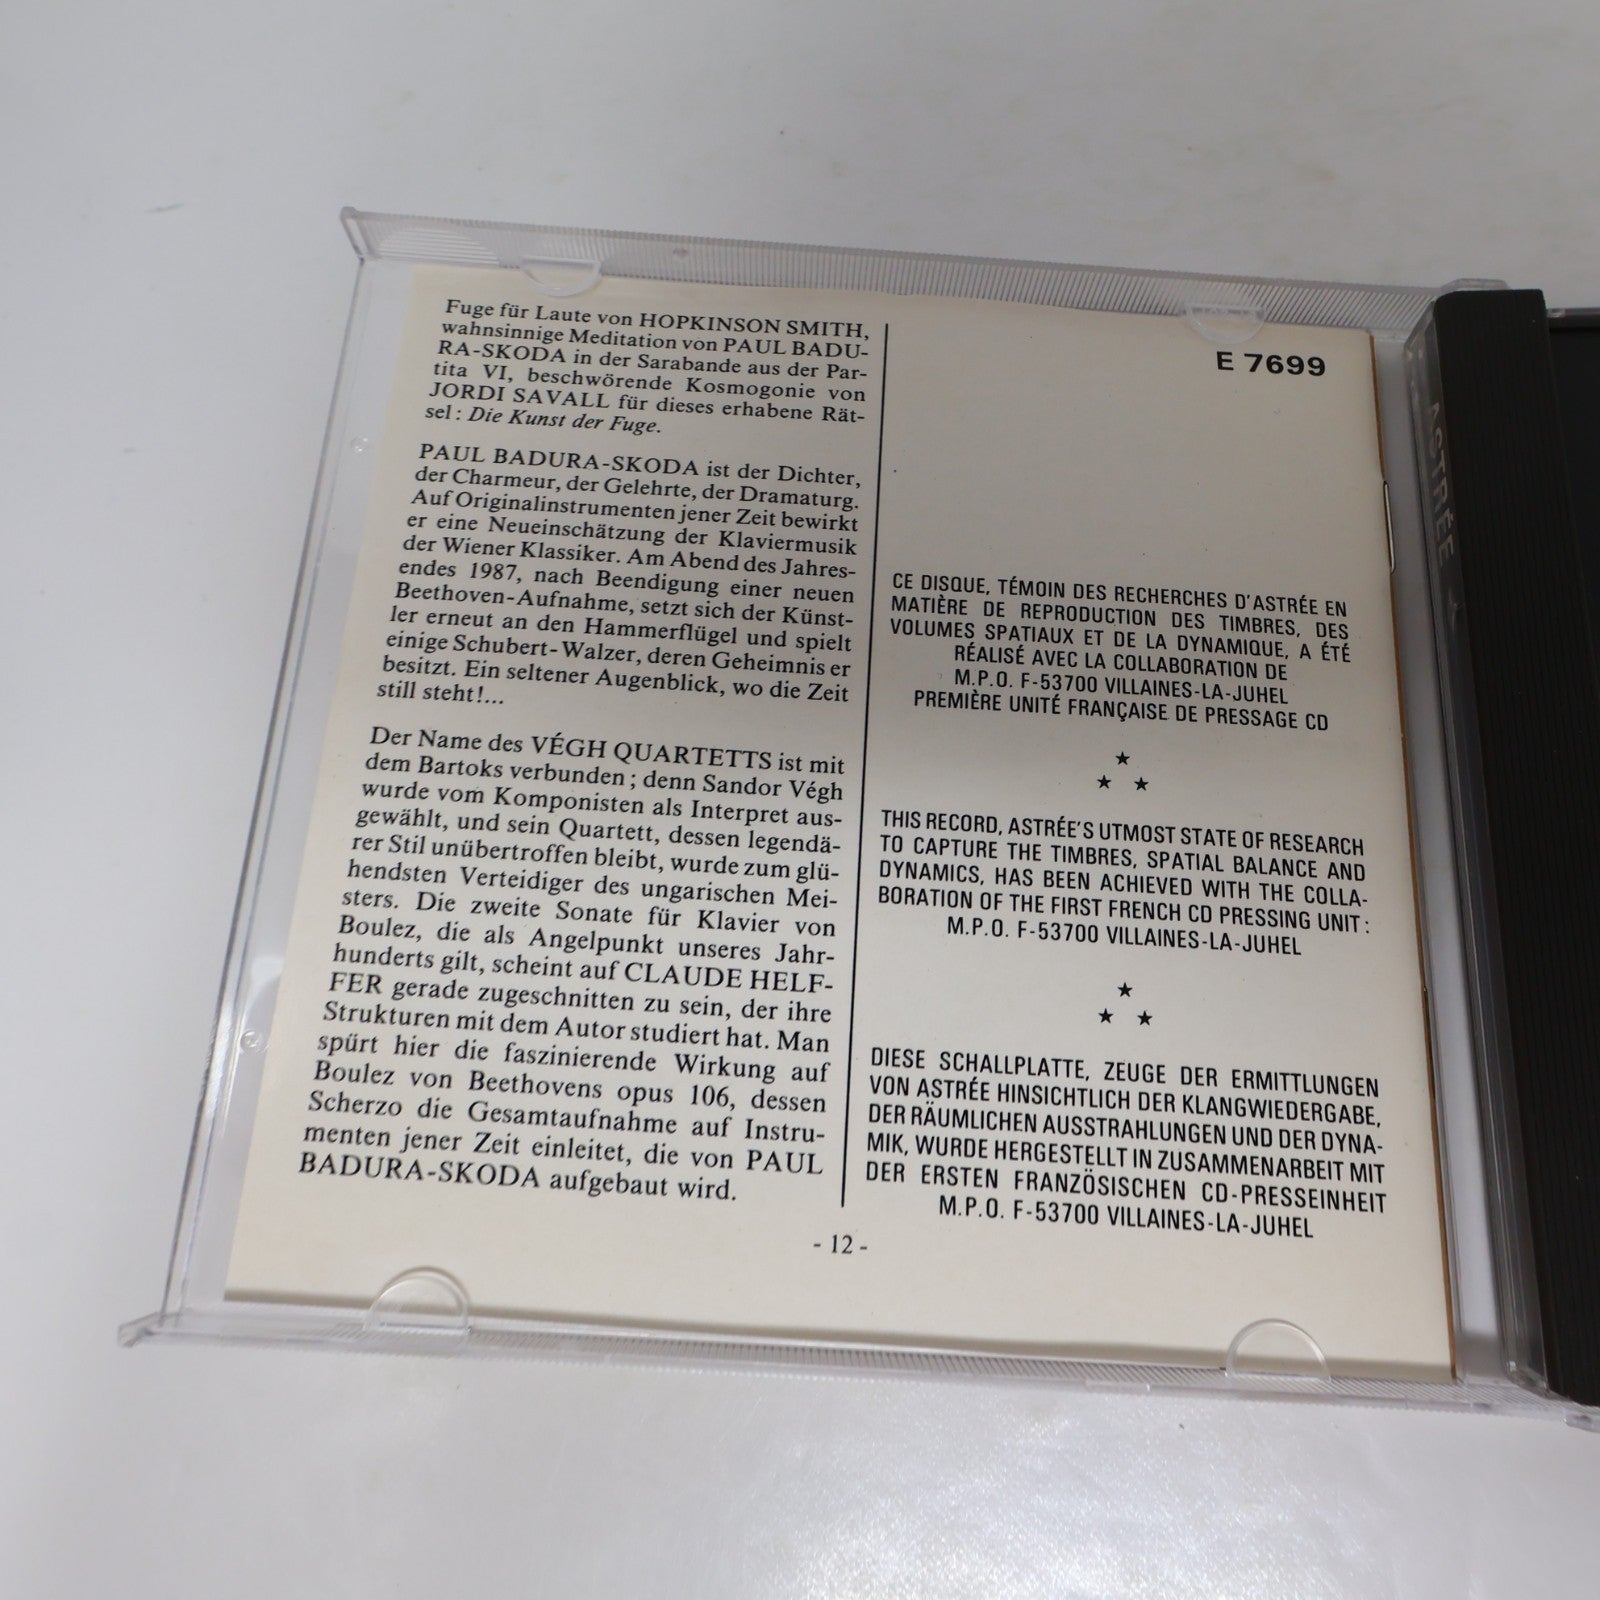 Fuge für Laute von HOPKINSON SMITH,
wahnsinnige Meditation von PAUL BADU-
RA-SKODA in der Sarabande aus der Par-
tita VI, beschwörende Kosmogonie von
JORDI SAVALL für dieses erhabene Rät-
sel : Die Kunst der Fuge.
PAUL BADURA-SKODA ist der Dichter,
der Charmeur, der Gelehrte, der Dramaturg.
Auf Originalinstrumenten jener Zeit bewirkt
er eine Neueinschätzung der Klaviermusik
der Wiener Klassiker. Am Abend des Jahres-
endes 1987, nach Beendigung einer neuen
Beethoven-Aufnahme, setzt sich der Künst-
ler erneut an den Hammerflügel und spielt
einige Schubert-Walzer, deren Geheimnis er
besitzt. Ein seltener Augenblick, wo die Zeit
still steht!...
Der Name des VÉGH QUARTETTS ist mit
dem Bartoks verbunden ; denn Sandor Végh
wurde vom Komponisten als Interpret aus-
gewählt, und sein Quartett, dessen legendä-
rer Stil unübertroffen bleibt, wurde zum glü-
hendsten Verteidiger des ungarischen Mei-
sters. Die zweite Sonate für Klavier von
Boulez, die als Angelpunkt unseres Jahr-
hunderts gilt, scheint auf CLAUDE HELF-
FER gerade zugeschnitten zu sein, der ihre
Strukturen mit dem Autor studiert hat. Man
spürt hier die faszinierende Wirkung auf
Boulez von Beethovens opus 106, dessen
Scherzo die Gesamtaufnahme auf Instru-
menten jener Zeit einleitet, die von PAUL
BADURA-SKODA aufgebaut wird.
E 7699
CE DISQUE, TÉMOIN DES RECHERCHES D'ASTRÉE EN
MATIÈRE DE REPRODUCTION DES TIMBRES, DES
VOLUMES SPATIAUX ET DE LA DYNAMIQUE, A ÉTÉ
RÉALISÉ AVEC LA COLLABORATION DE
M.P.O. F-53700 VILLAINES-LA-JUHEL
PREMIÈRE UNITÉ FRANÇAISE DE PRESSAGE CD
THIS RECORD, ASTRÉE'S UTMOST STATE OF RESEARCH
TO CAPTURE THE TIMBRES, SPATIAL BALANCE AND
DYNAMICS, HAS BEEN ACHIEVED WITH THE COLLA-
BORATION OF THE FIRST FRENCH CD PRESSING UNIT :
M.P.O. F-53700 VILLAINES-LA-JUHEL
DIESE SCHALLPLATTE, ZEUGE DER ERMITTLUNGEN
VON ASTRÉE HINSICHTLICH DER KLANGWIEDERGABE,
DER RÄUMLICHEN AUSSTRAHLUNGEN UND DER DYNA-
MIK, WURDE HERGESTELLT IN ZUSAMMENARBEIT MIT
DER ERSTEN FRANZÖSISCHEN CD-PRESSEINHEIT
M.P.O. F-53700 VILLAINES-LA-JUHEL
- 12 -
ASTRÉE